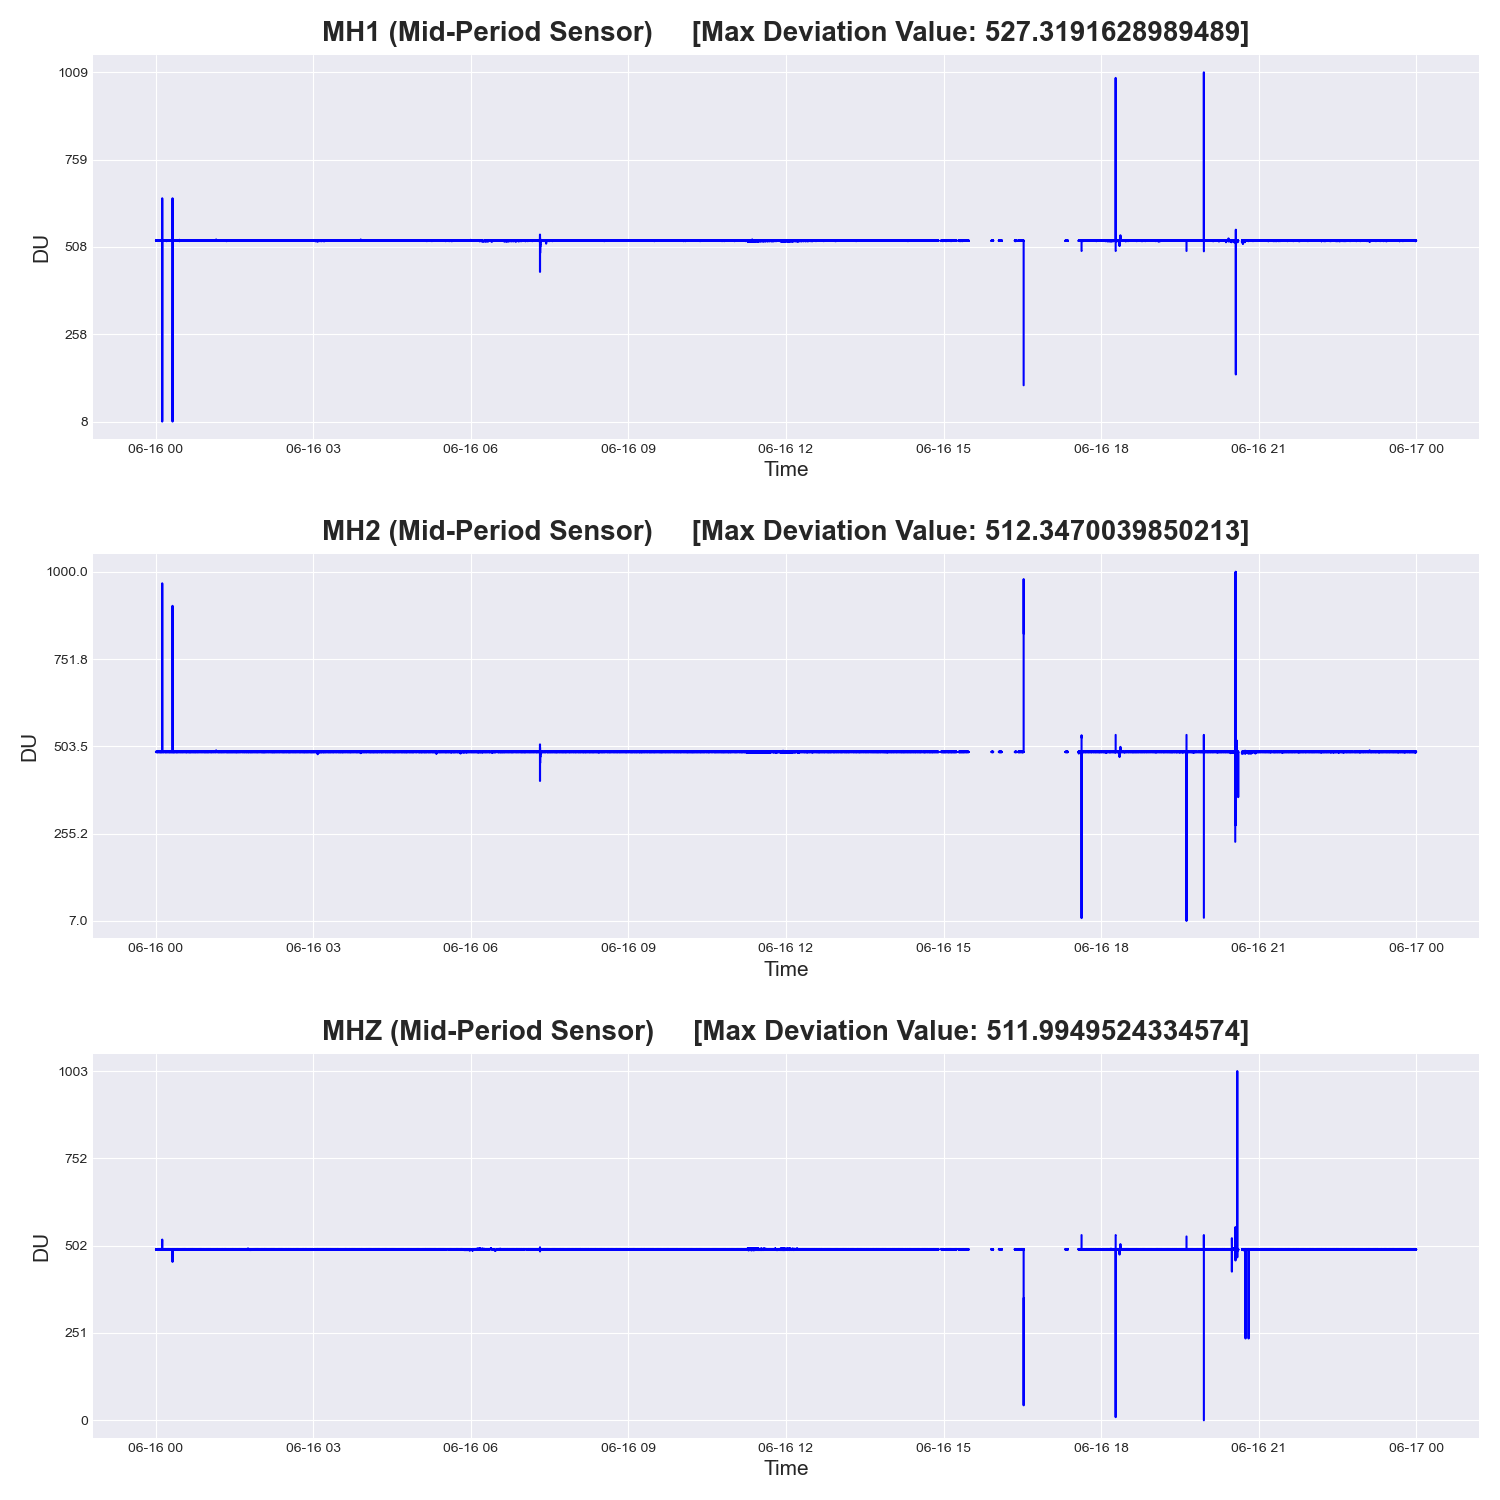 MH1 (Mid-Period Sensor) [Max Deviation Value: 527.3191628989489]
1009
759
508
258
8
DU
06-16 00 06-16 03 06-16 06 06-16 09 06-16 12 06-16 15 06-16 18 06-16 21 06-17 00
Time
MH2 (Mid-Period Sensor) [Max Deviation Value: 512.3470039850213]
1000.0
751.8
503.5
255.2
7.0
DU
06-16 00 06-16 03 06-16 06 06-16 09 06-16 12 06-16 15 06-16 18 06-16 21 06-17 00
Time
MHZ (Mid-Period Sensor) [Max Deviation Value: 511.9949524334574]
1003
752
502
251
0
DU
06-16 00 06-16 03 06-16 06 06-16 09 06-16 12 06-16 15 06-16 18 06-16 21 06-17 00
Time